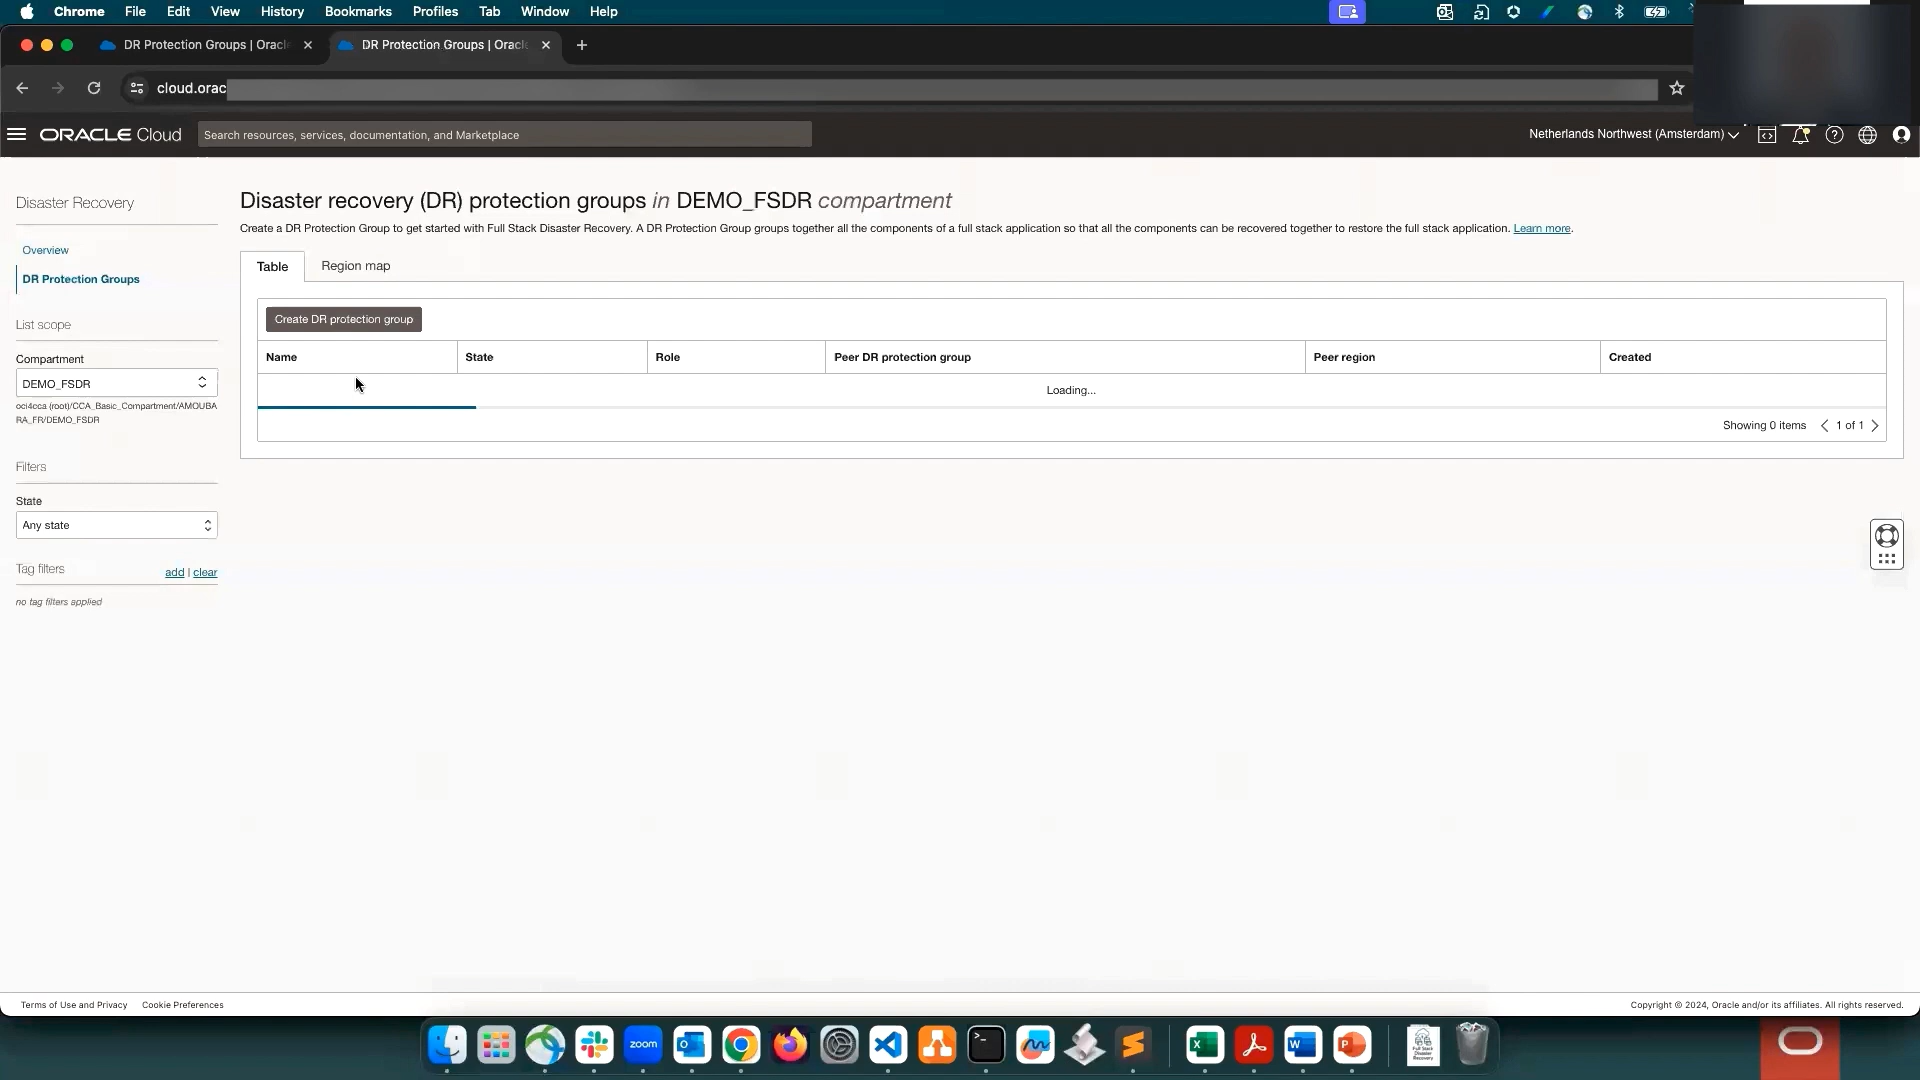 Chrome File Edit View History Bookmarks Profiles Tab Window Help
DR Protection Groups | Oracle
DR Protection Groups | Oracle
cloud.orac
ORACLE Cloud
Search resources, services, documentation, and Marketplace
Netherlands Northwest (Amsterdam)
Disaster Recovery
Overview
DR Protection Groups
List scope
Compartment
DEMO_FSDR
oci4cca (root)/CCA_Basic_Compartment/AMOUBA
RA_FR/DEMO_FSDR
Filters
State
Any state
Tag filters add | clear
no tag filters applied
Disaster recovery (DR) protection groups in DEMO_FSDR compartment
Create a DR Protection Group to get started with Full Stack Disaster Recovery. A DR Protection Group groups together all the components of a full stack application so that all the components can be recovered together to restore the full stack application. Learn more.
Table Region map
Create DR protection group
Name State Role Peer DR protection group Peer region Created
Loading...
Showing 0 items 1 of 1
Terms of Use and Privacy Cookie Preferences
Copyright © 2024, Oracle and/or its affiliates. All rights reserved.
zoom
Full Stack
Disaster
Recovery